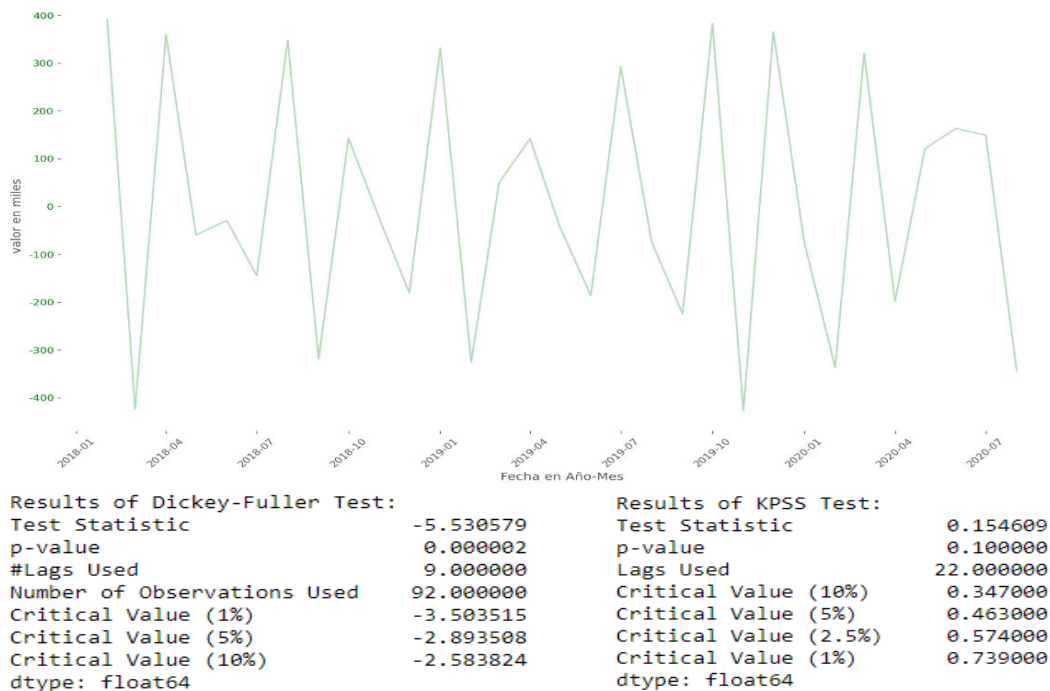 400
300
200
100
0
-100
-200
-300
-400
valor en miles
2018-01
2018-04
2018-07
2018-10
2019-01
2019-04
2019-07
2019-10
2020-01
2020-04
2020-07
Fecha en Año-Mes
Results of Dickey-Fuller Test:
Test Statistic -5.530579
p-value 0.000002
#Lags Used 9.000000
Number of Observations Used 92.000000
Critical Value (1%) -3.503515
Critical Value (5%) -2.893508
Critical Value (10%) -2.583824
dtype: float64
Results of KPSS Test:
Test Statistic 0.154609
p-value 0.100000
Lags Used 22.000000
Critical Value (10%) 0.347000
Critical Value (5%) 0.463000
Critical Value (2.5%) 0.574000
Critical Value (1%) 0.739000
dtype: float64